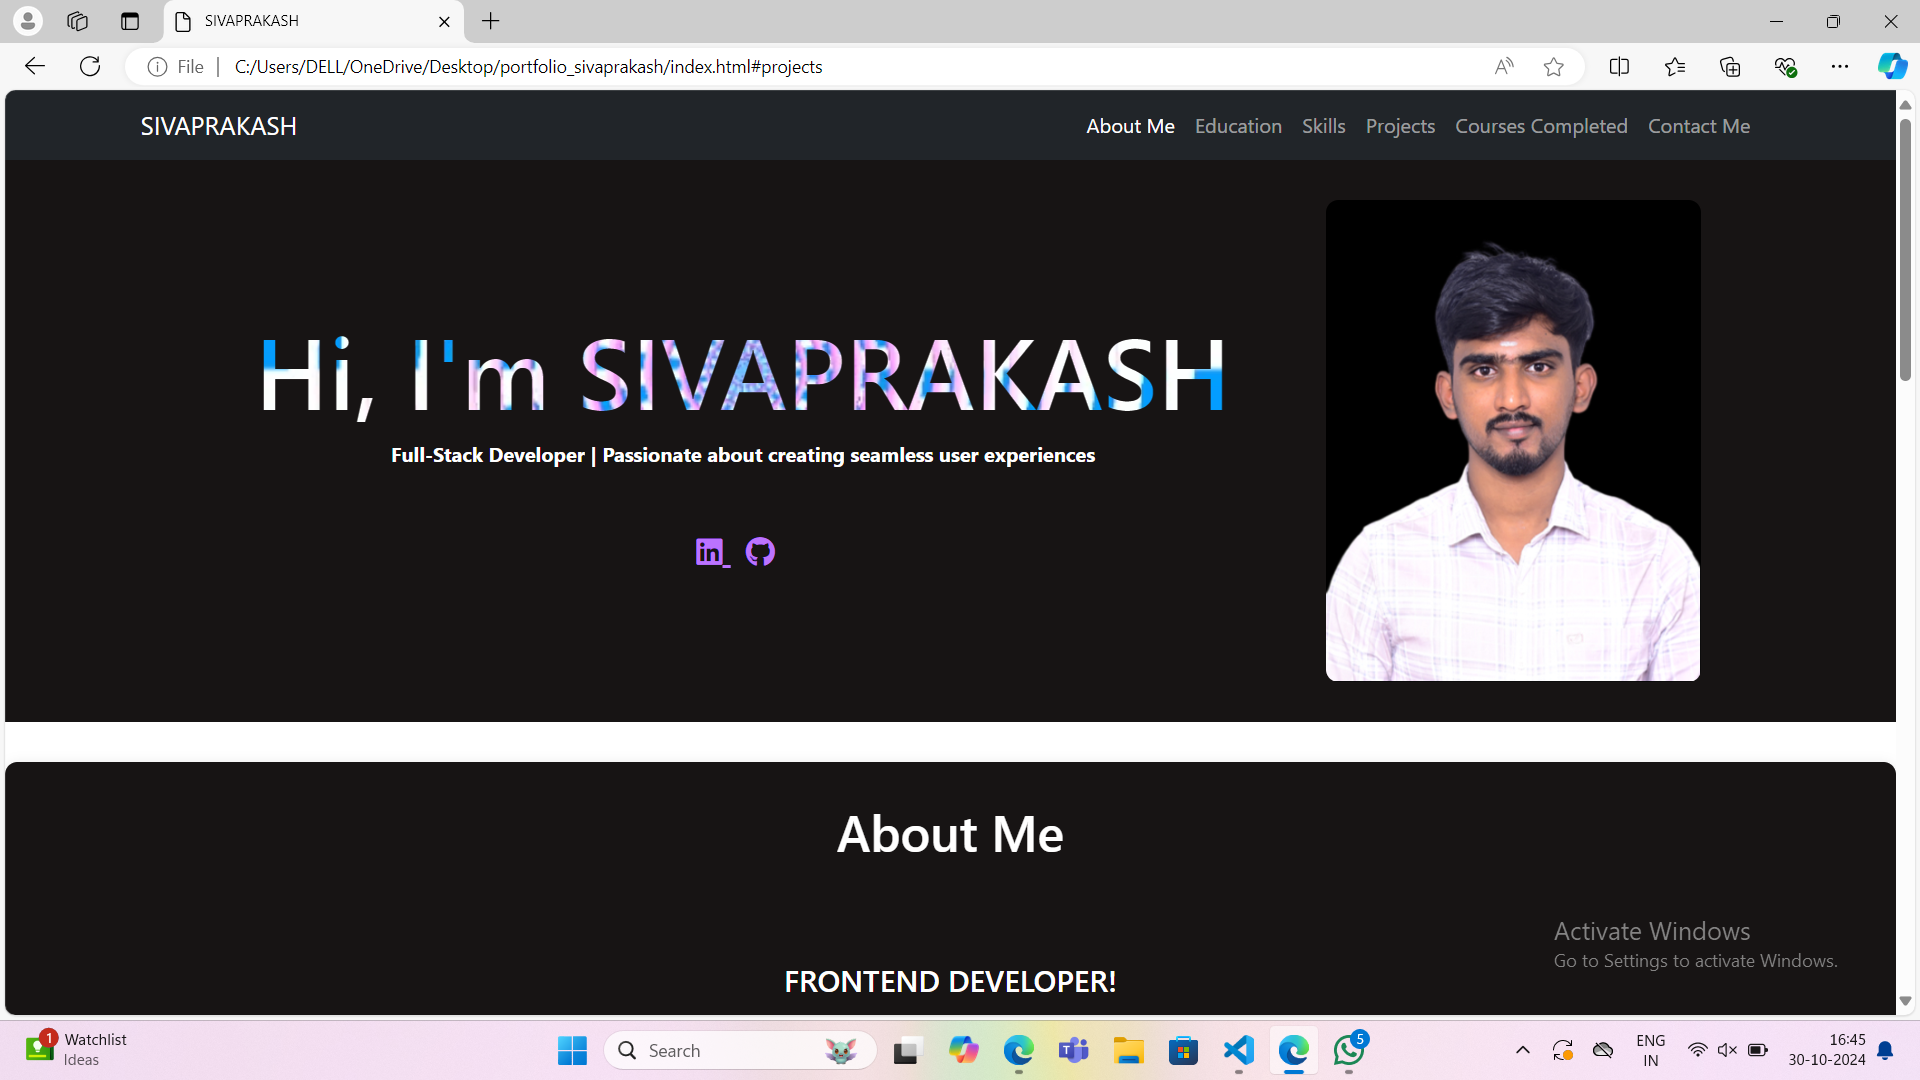 SIVAPRAKASH
File
C:/Users/DELL/OneDrive/Desktop/portfolio_sivaprakash/index.html#projects
SIVAPRAKASH
About Me Education Skills Projects Courses Completed Contact Me
Hi, I'm SIVAPRAKASH
Full-Stack Developer | Passionate about creating seamless user experiences
in
About Me
FRONTEND DEVELOPER!
Activate Windows
Go to Settings to activate Windows.
1
Watchlist
Ideas
Search
5
ENG
IN
16:45
30-10-2024